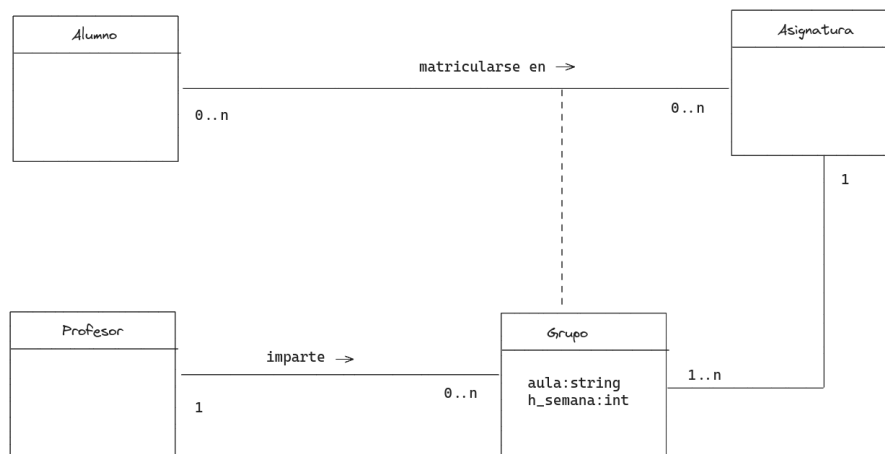 Alumno
Asignatura
matricularse en →
0..n
0..n
1
Profesor
Grupo
imparte →
1..n
aula:string
0..n
h_semana:int
1